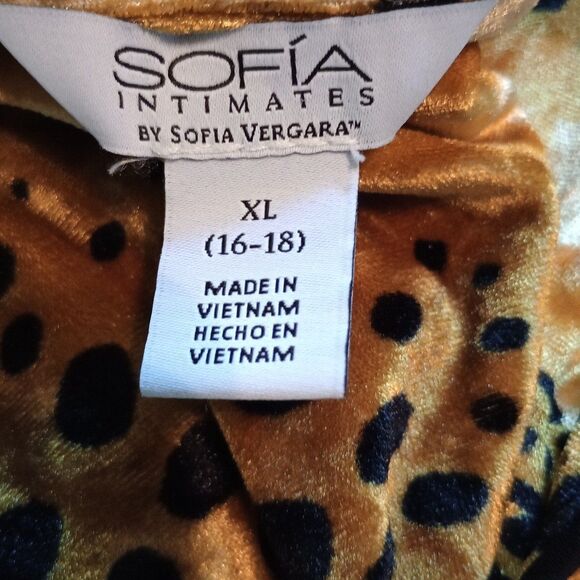 SOFÍA
INTIMATES
BY SOFIA VERGARA™
XL
(16-18)
MADE IN
VIETNAM
HECHO EN
VIETNAM